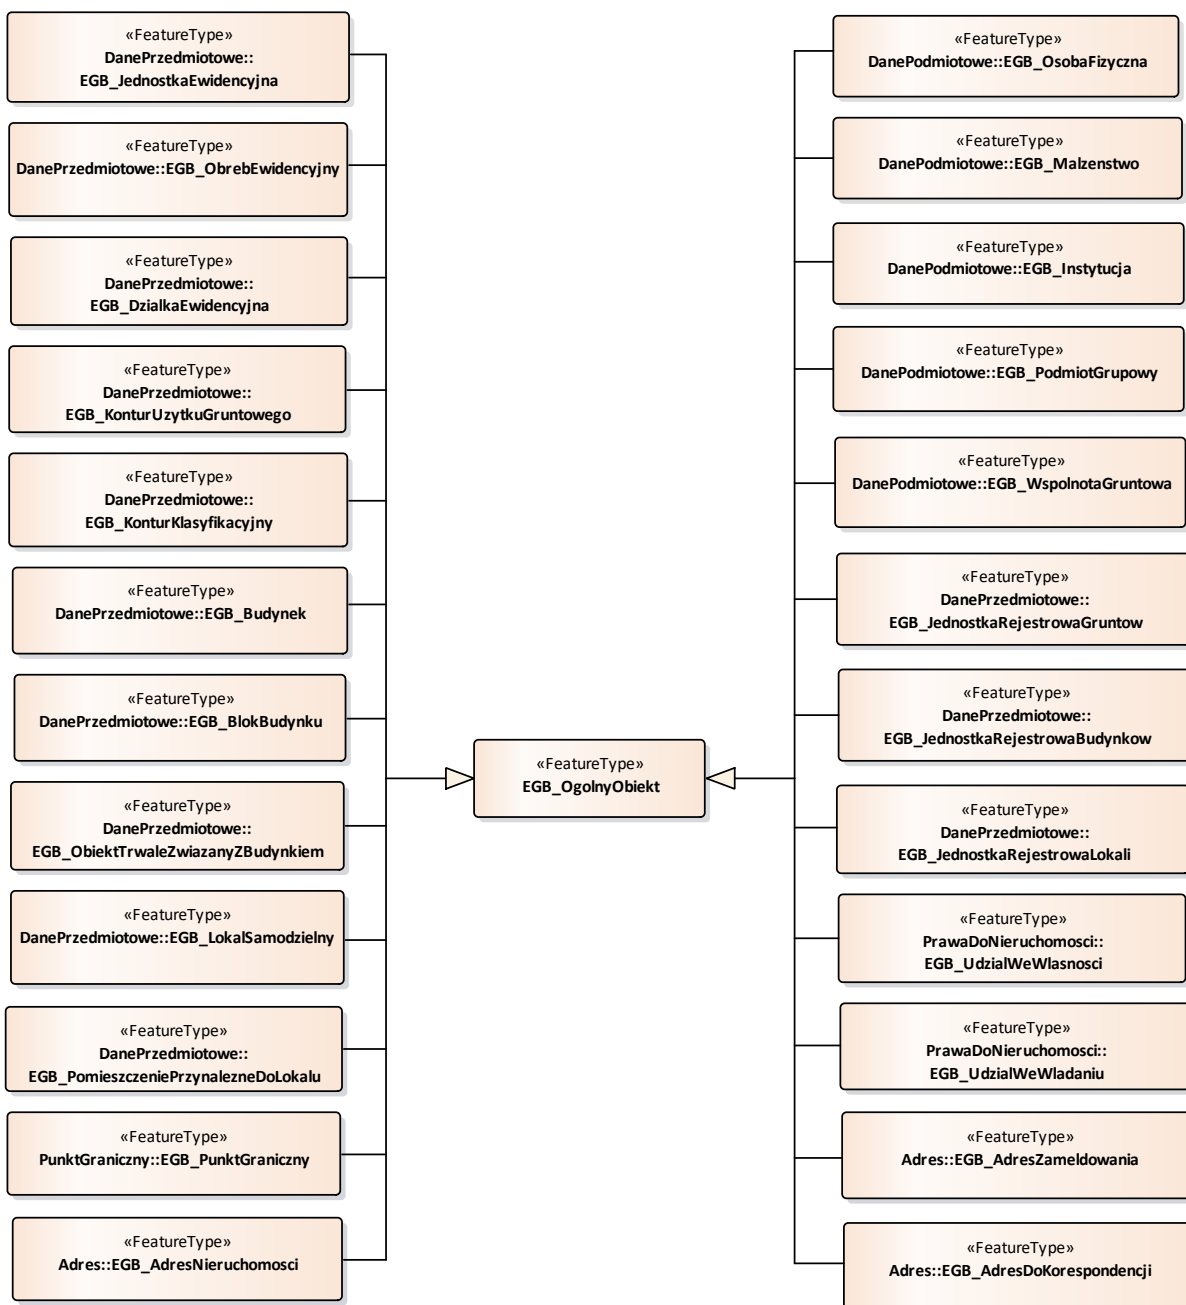 «FeatureType»
DanePrzedmiotowe::
EGB_JednostkaEwidencyjna
«FeatureType»
DanePrzedmiotowe::EGB_ObrebEwidencyjny
«FeatureType»
DanePrzedmiotowe::
EGB_DzialkaEwidencyjna
«FeatureType»
DanePrzedmiotowe::
EGB_KonturUzytkuGruntowego
«FeatureType»
DanePrzedmiotowe::
EGB_KonturKlasyfikacyjny
«FeatureType»
DanePrzedmiotowe::EGB_Budynek
«FeatureType»
DanePrzedmiotowe::EGB_BlokBudynku
«FeatureType»
DanePrzedmiotowe::
EGB_ObiektTrwaleZwiazanyZBudynkiem
«FeatureType»
DanePrzedmiotowe::EGB_LokalSamodzielny
«FeatureType»
DanePrzedmiotowe::
EGB_PomieszczeniePrzynalezneDoLokalu
«FeatureType»
PunktGraniczny::EGB_PunktGraniczny
«FeatureType»
Adres::EGB_AdresNieruchomosci
«FeatureType»
EGB_OgolnyObiekt
«FeatureType»
DanePodmiotowe::EGB_OsobaFizyczna
«FeatureType»
DanePodmiotowe::EGB_Malzenstwo
«FeatureType»
DanePodmiotowe::EGB_Instytucja
«FeatureType»
DanePodmiotowe::EGB_PodmiotGrupowy
«FeatureType»
DanePodmiotowe::EGB_WspolnotaGruntowa
«FeatureType»
DanePrzedmiotowe::
EGB_JednostkaRejestrowaGruntow
«FeatureType»
DanePrzedmiotowe::
EGB_JednostkaRejestrowaBudynkow
«FeatureType»
DanePrzedmiotowe::
EGB_JednostkaRejestrowaLokali
«FeatureType»
PrawaDoNieruchomosci::
EGB_UdzialWeWlasnosci
«FeatureType»
PrawaDoNieruchomosci::
EGB_UdzialWeWladaniu
«FeatureType»
Adres::EGB_AdresZameldowania
«FeatureType»
Adres::EGB_AdresDoKorespondencji